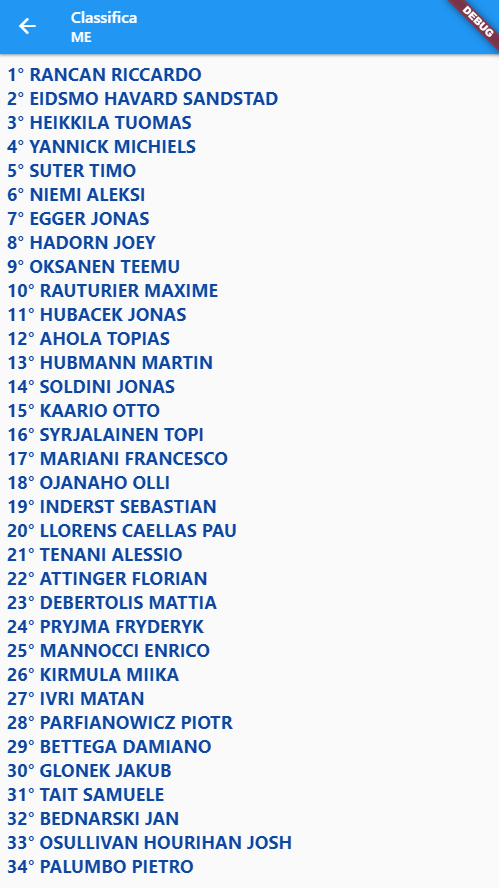 Classifica
ME
DEBUG
1° RANCAN RICCARDO
2° EIDSMO HAVARD SANDSTAD
3° HEIKKILA TUOMAS
4° YANNICK MICHIELS
5° SUTER TIMO
6° NIEMI ALEKSI
7° EGGER JONAS
8° HADORN JOEY
9° OKSANEN TEEMU
10° RAUTURIER MAXIME
11° HUBACEK JONAS
12° AHOLA TOPIAS
13° HUBMANN MARTIN
14° SOLDINI JONAS
15° KAARIO OTTO
16° SYRJALAINEN TOPI
17° MARIANI FRANCESCO
18° OJANAHO OLLI
19° INDERST SEBASTIAN
20° LLORENS CAELLAS PAU
21° TENANI ALESSIO
22° ATTINGER FLORIAN
23° DEBERTOLIS MATTIA
24° PRYJMA FRYDERYK
25° MANNOCCI ENRICO
26° KIRMULA MIIKA
27° IVRI MATAN
28° PARFIANOWICZ PIOTR
29° BETTEGA DAMIANO
30° GLONEK JAKUB
31° TAIT SAMUELE
32° BEDNARSKI JAN
33° OSULLIVAN HOURIHAN JOSH
34° PALUMBO PIETRO